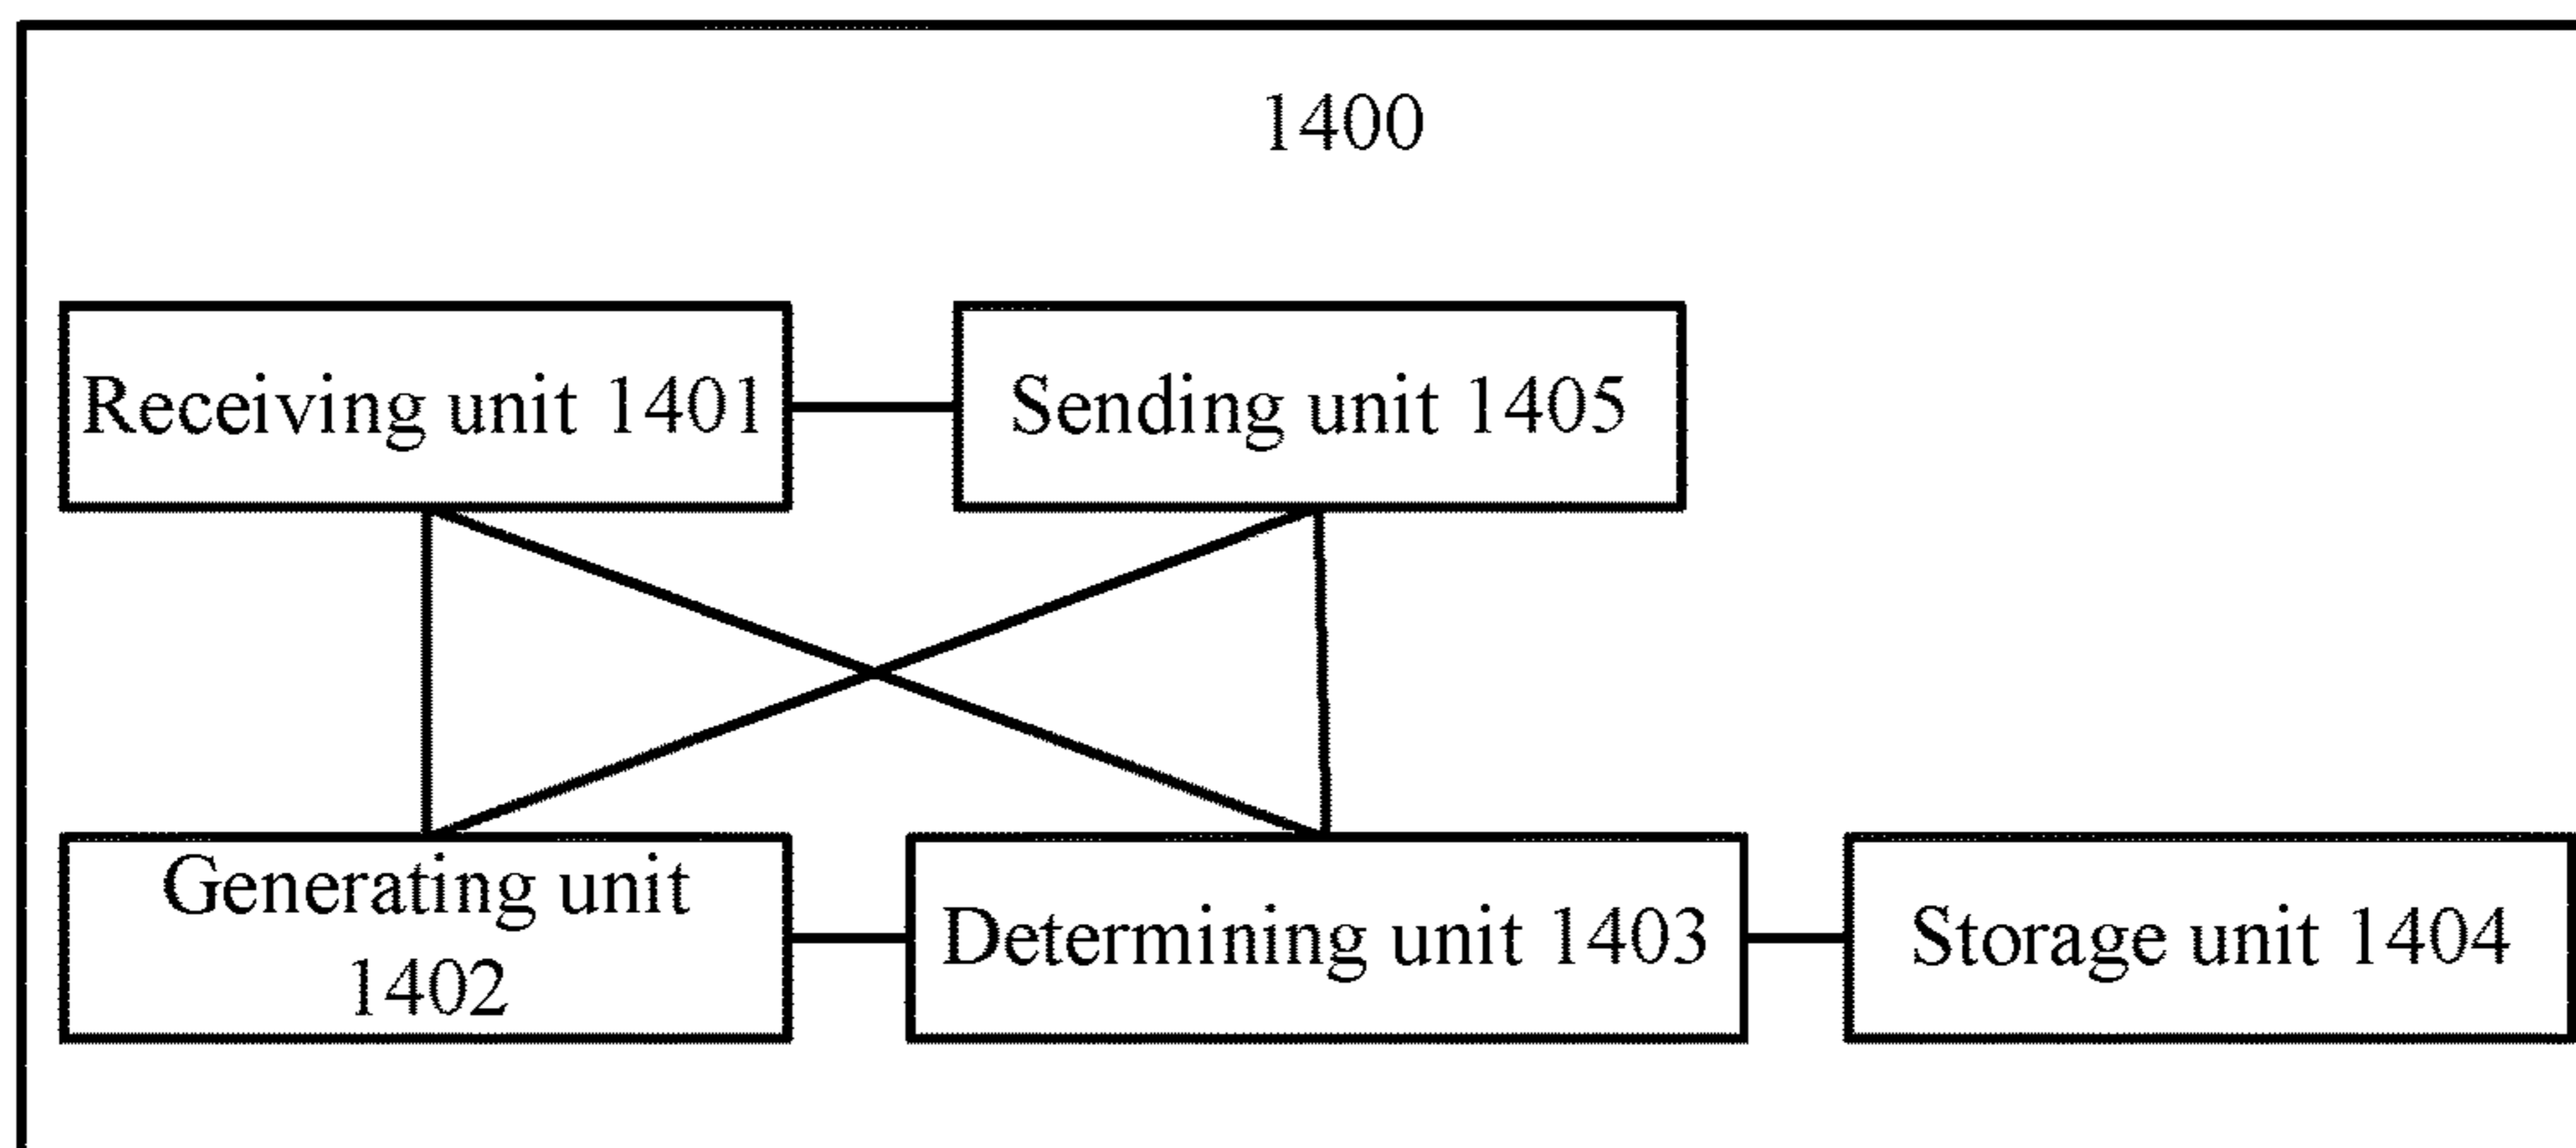 1400
Receiving unit 1401
Sending unit 1405
Generating unit
1402
Determining unit 1403
Storage unit 1404